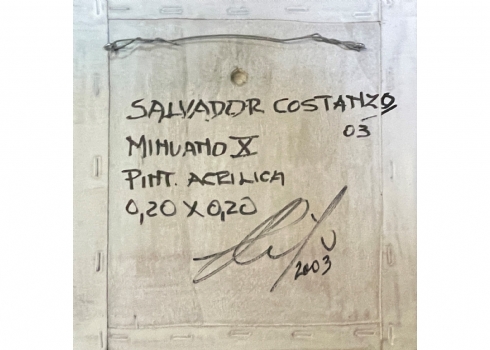 SALVADOR COSTANZO
03
MINUANO X
PINT. ACRILICA
0,20 X 0,20
2003